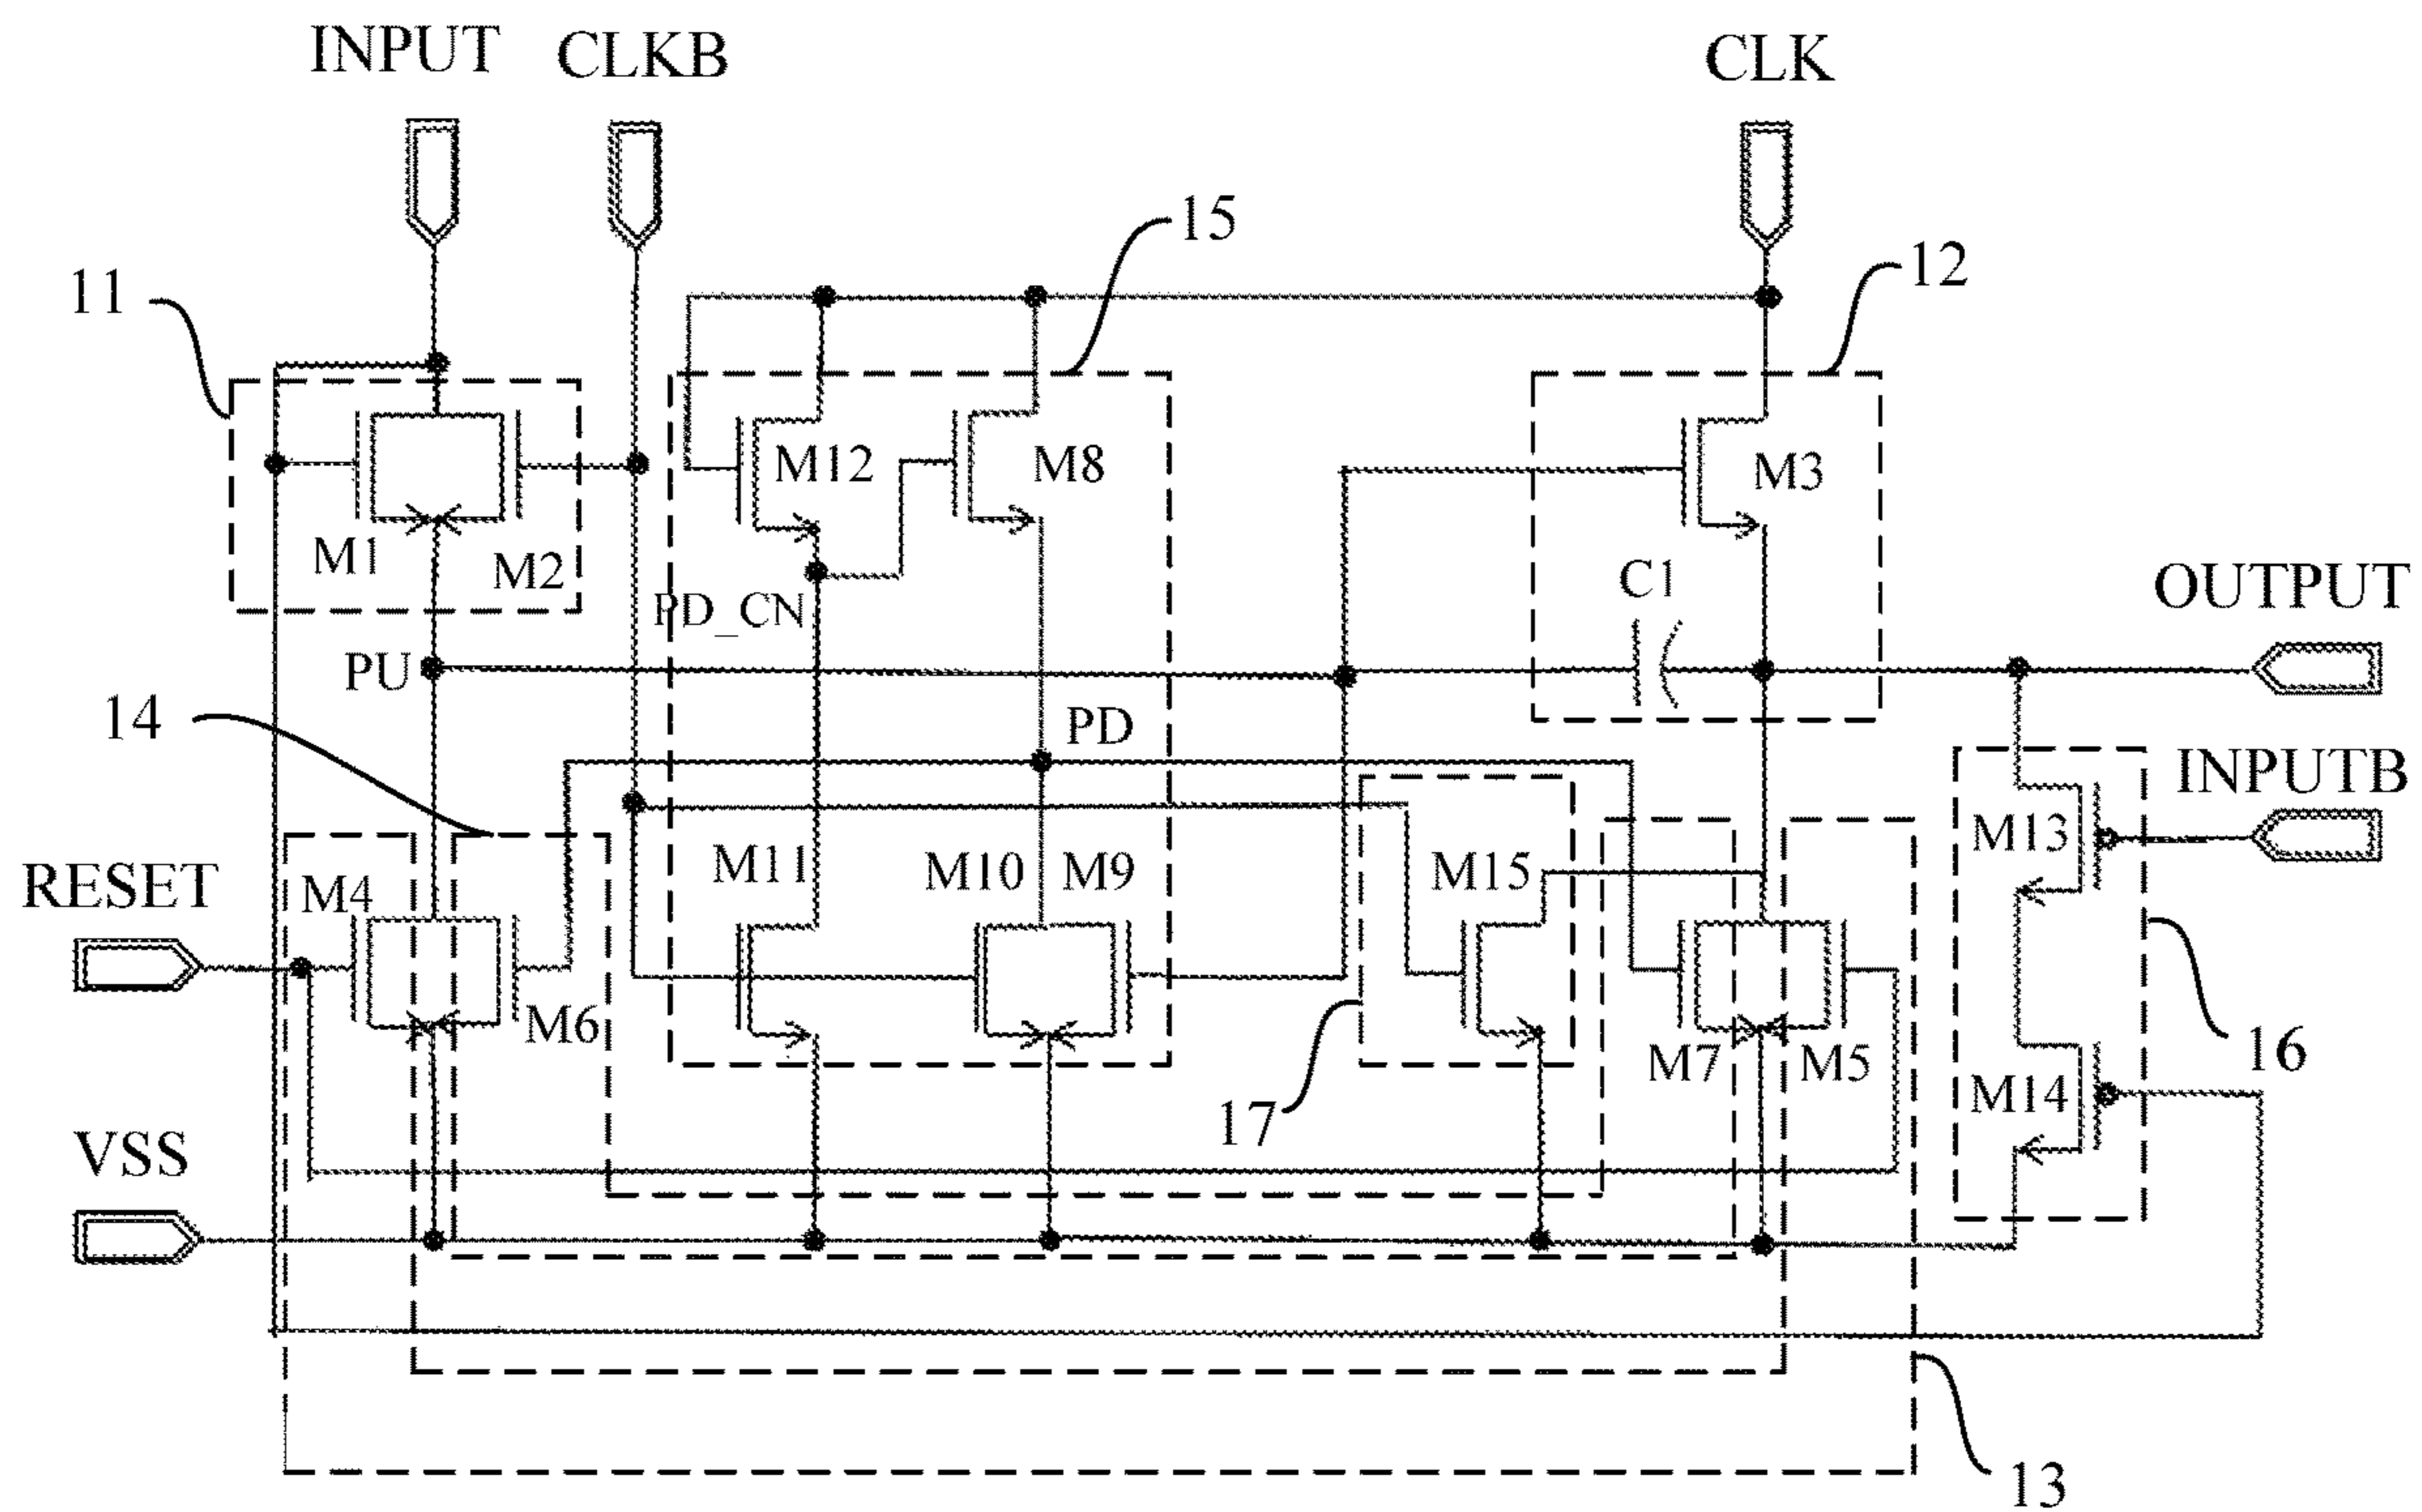 INPUT CLKB CLK
15
12
11
M12 M8 M3
M1 M2
C1 OUTPUT
PD_CN
PU
14 PD
INPUTB
M13
M11 M10 M9 M15
RESET M4
M6
M7 M5 16
M14
17
VSS
13